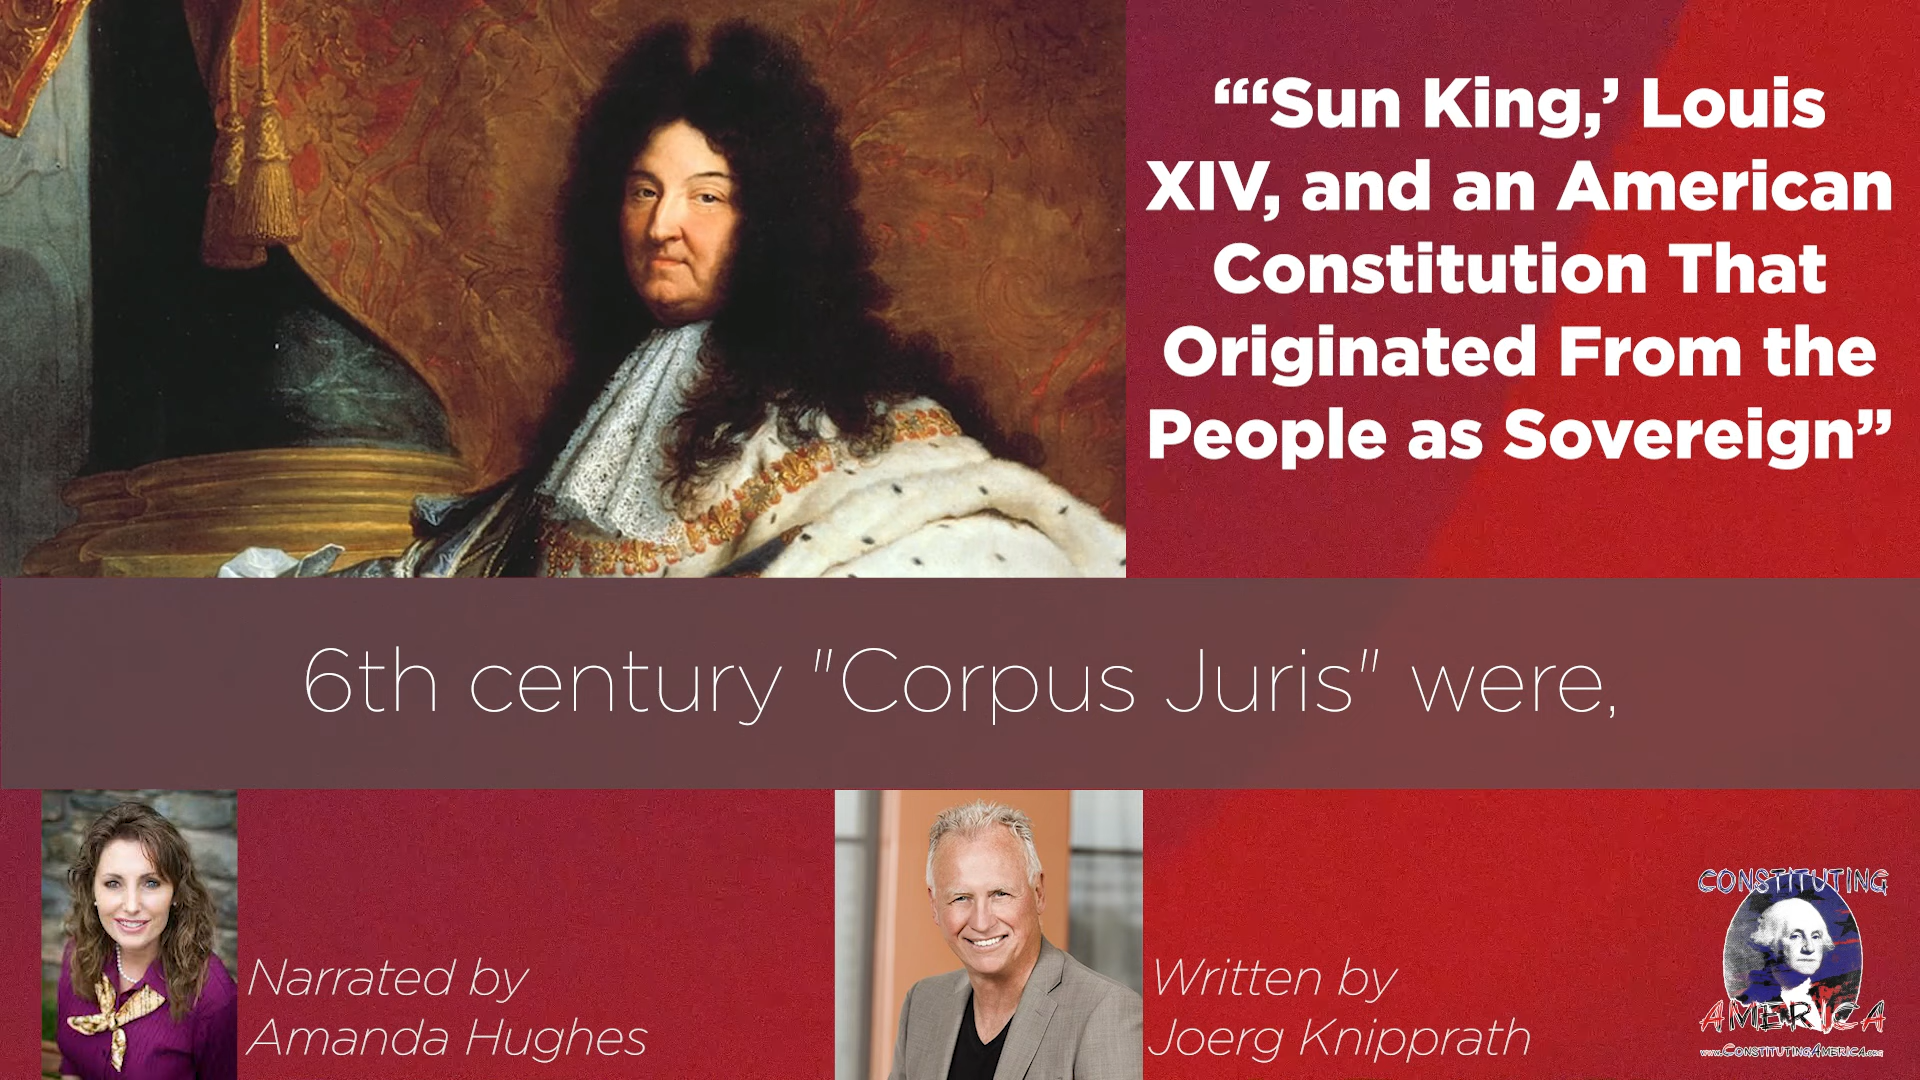 “‘Sun King,’ Louis
XIV, and an American
Constitution That
Originated From the
People as Sovereign”
6th century "Corpus Juris" were,
Narrated by
Amanda Hughes
Written by
Joerg Knipprath
CONSTITUTING
AMERICA
www.ConstitutingAmerica.org